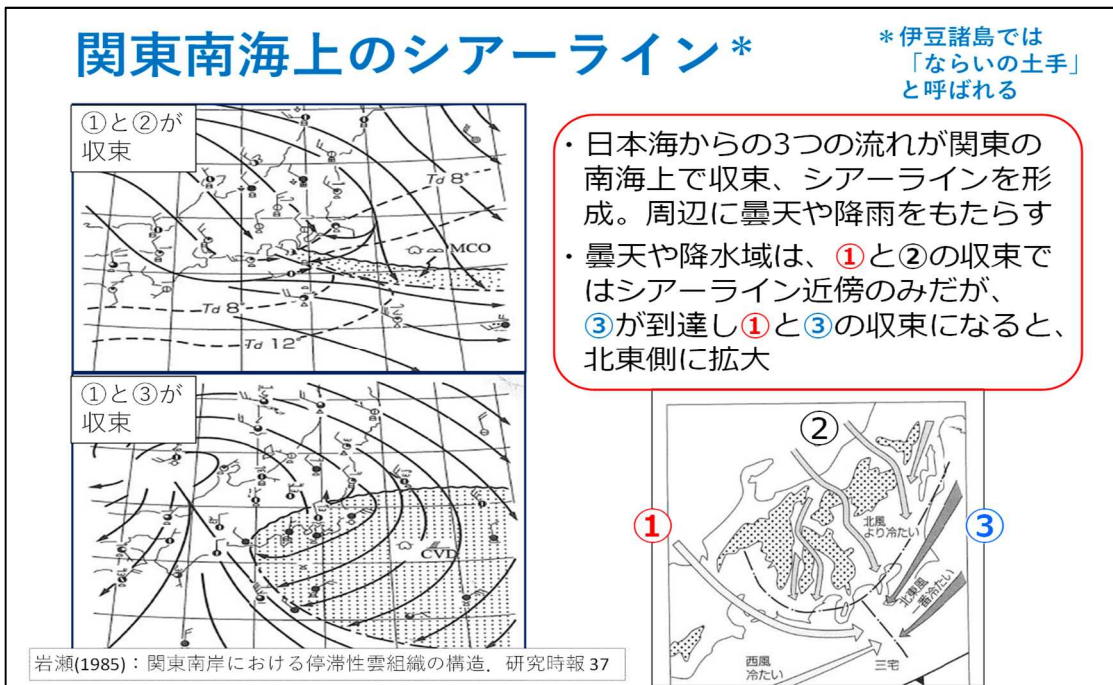 関東南海上のシアーライン*
*伊豆諸島では
「ならいの土手」
と呼ばれる
①と②が
収束
Td 8°
MCO
Td 8°
Td 12°
①と③が
収束
CVD
岩瀬(1985):関東南岸における停滞性雲組織の構造. 研究時報 37
・日本海からの3つの流れが関東の
南海上で収束、シアーラインを形
成。周辺に曇天や降雨をもたらす
・曇天や降水域は、①と②の収束で
はシアーライン近傍のみだが、
③が到達し①と③の収束になると、
北東側に拡大
②
①
③
北風
より冷たい
北東風
一番冷たい
西風
冷たい
三宅